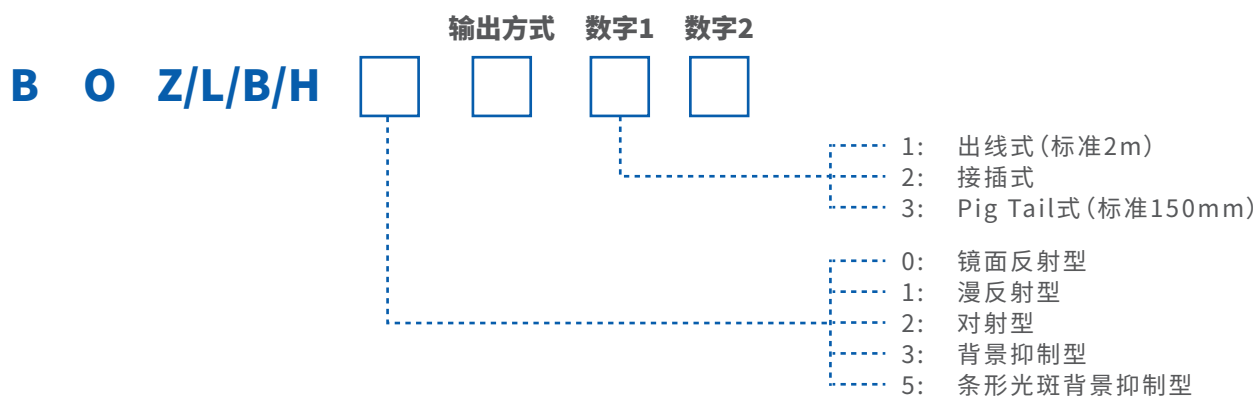 输出方式 数字1 数字2
B O Z/L/B/H
1: 出线式(标准2m)
2: 接插式
3: Pig Tail式(标准150mm)
0: 镜面反射型
1: 漫反射型
2: 对射型
3: 背景抑制型
5: 条形光斑背景抑制型